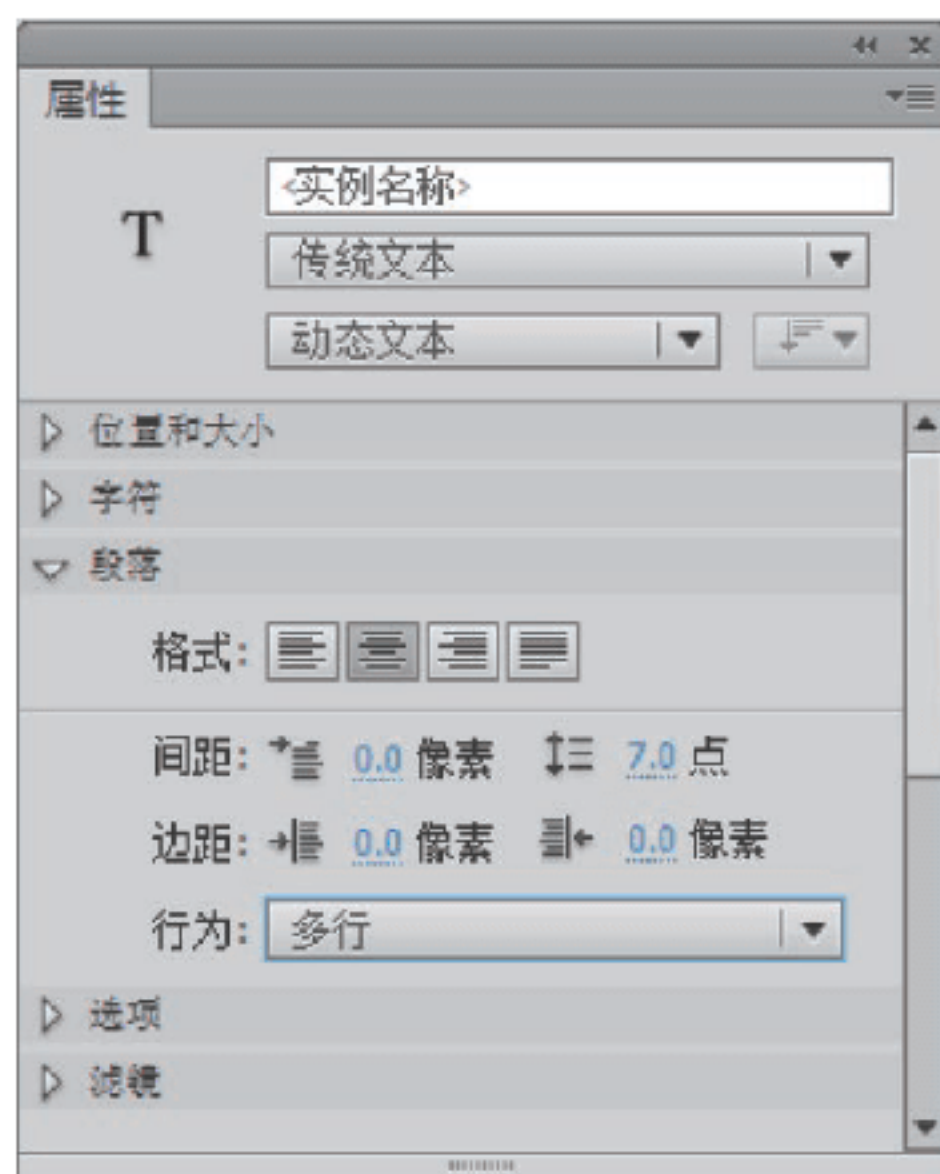 属性
T
<实例名称>
传统文本
动态文本
位置和大小
字符
段落
格式:
间距: 0.0 像素 7.0 点
边距: 0.0 像素 0.0 像素
行为: 多行
选项
滤镜